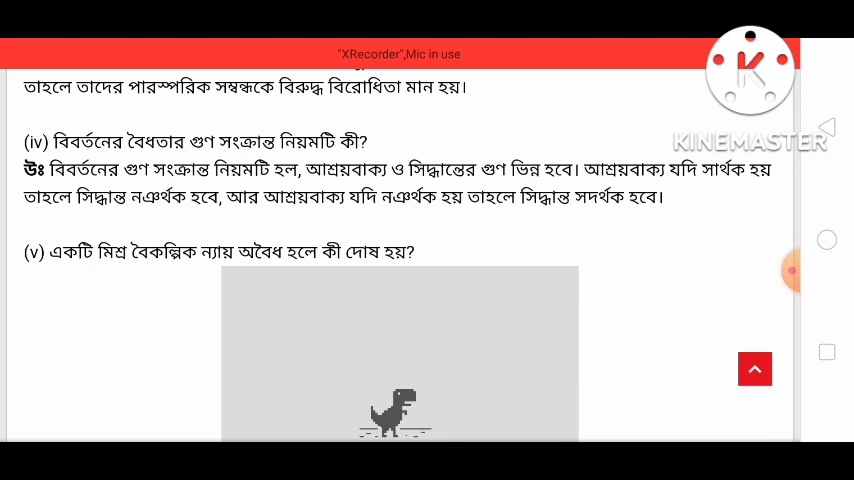 "XRecorder",Mic in use
KINEMASTER
তাহলে তাদের পারস্পরিক সম্বন্ধকে বিরুদ্ধ বিরোধিতা মান হয়।
(iv) বিবর্তনের বৈধতার গুণ সংক্রান্ত নিয়মটি কী?
উঃ বিবর্তনের গুণ সংক্রান্ত নিয়মটি হল, আশ্রয়বাক্য ও সিদ্ধান্তের গুণ ভিন্ন হবে। আশ্রয়বাক্য যদি সার্থক হয়
তাহলে সিদ্ধান্ত নঞর্থক হবে, আর আশ্রয়বাক্য যদি নঞর্থক হয় তাহলে সিদ্ধান্ত সদর্থক হবে।
(v) একটি মিশ্র বৈকল্পিক ন্যায় অবৈধ হলে কী দোষ হয়?